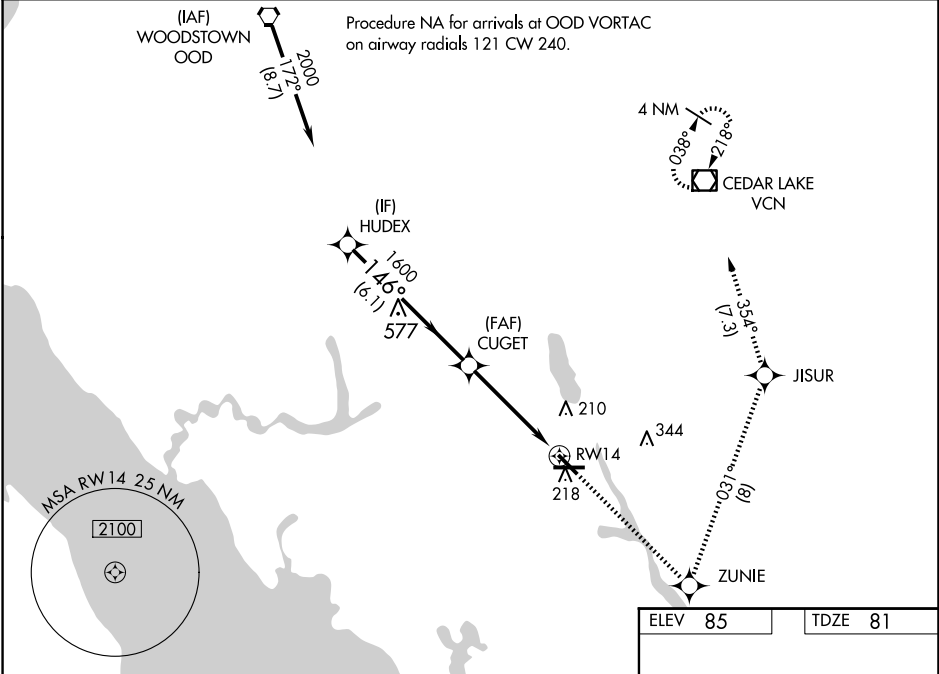 (IAF)
WOODSTOWN
OOD
Procedure NA for arrivals at OOD VORTAC
on airway radials 121 CW 240.
2000
172°
(8.7)
4 NM
038°
218°
CEDAR LAKE
VCN
(IF)
HUDEX
1600
146°
(6.1)
577
(FAF)
CUGET
354°
(7.3)
JISUR
210
344
RW14
218
031°
(8)
MSA RW14 25 NM
2100
ZUNIE
ELEV 85
TDZE 81